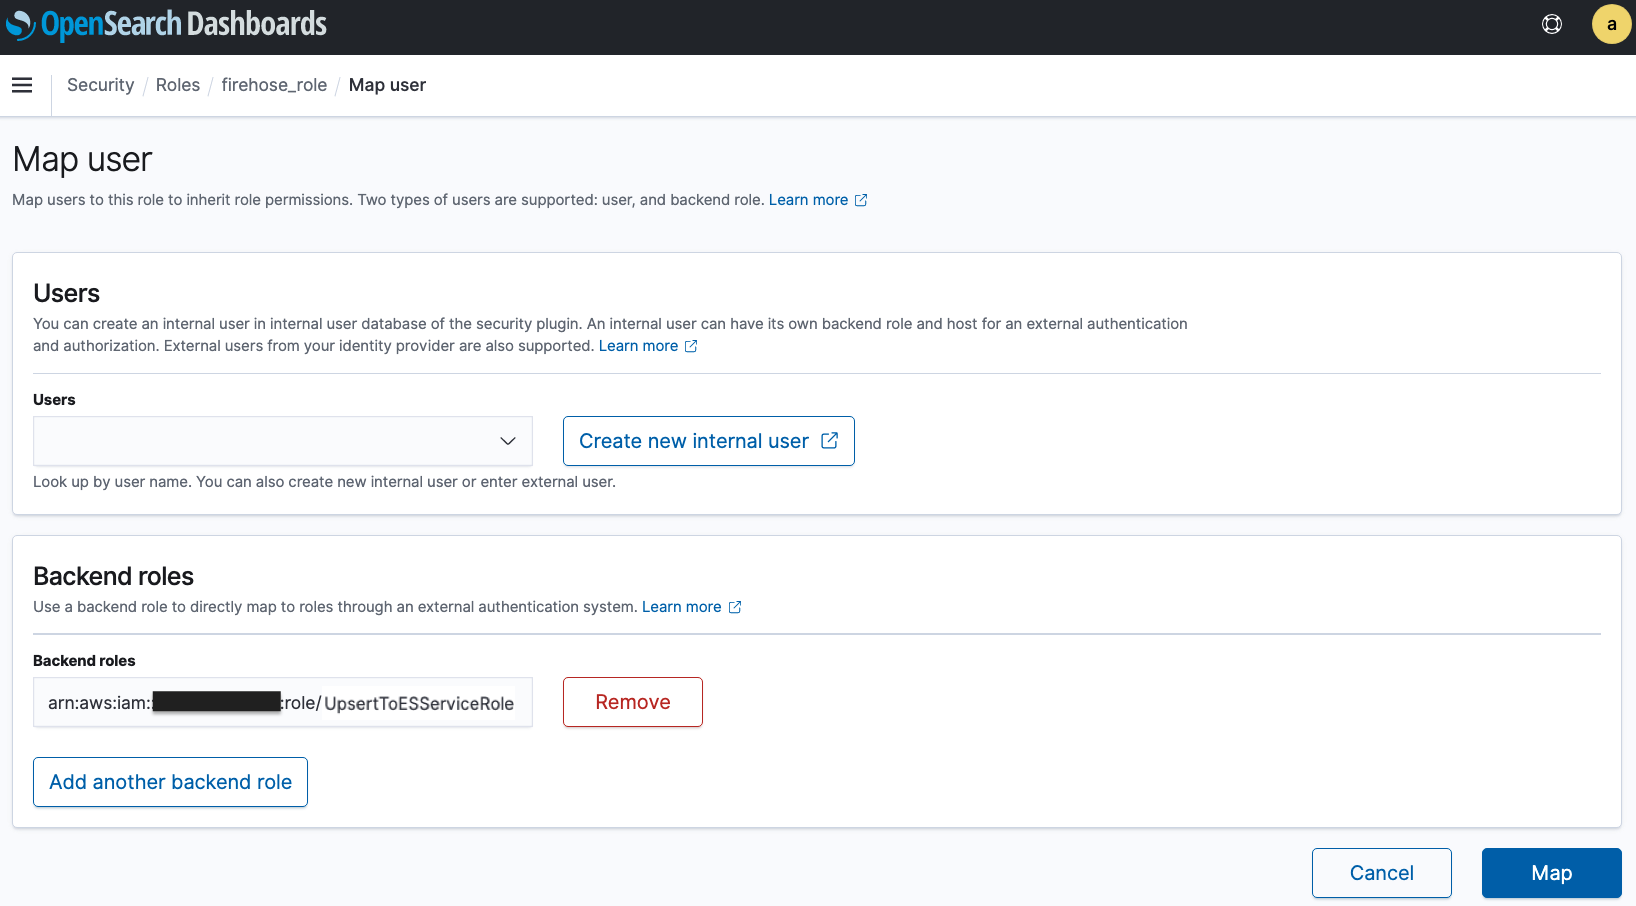 OpenSearch Dashboards
a
Security / Roles / firehose_role / Map user
Map user
Map users to this role to inherit role permissions. Two types of users are supported: user, and backend role. Learn more
Users
You can create an internal user in internal user database of the security plugin. An internal user can have its own backend role and host for an external authentication
and authorization. External users from your identity provider are also supported. Learn more
Users
Create new internal user
Look up by user name. You can also create new internal user or enter external user.
Backend roles
Use a backend role to directly map to roles through an external authentication system. Learn more
Backend roles
arn:aws:iam: :role/UpsertToESServiceRole
Remove
Add another backend role
Cancel
Map